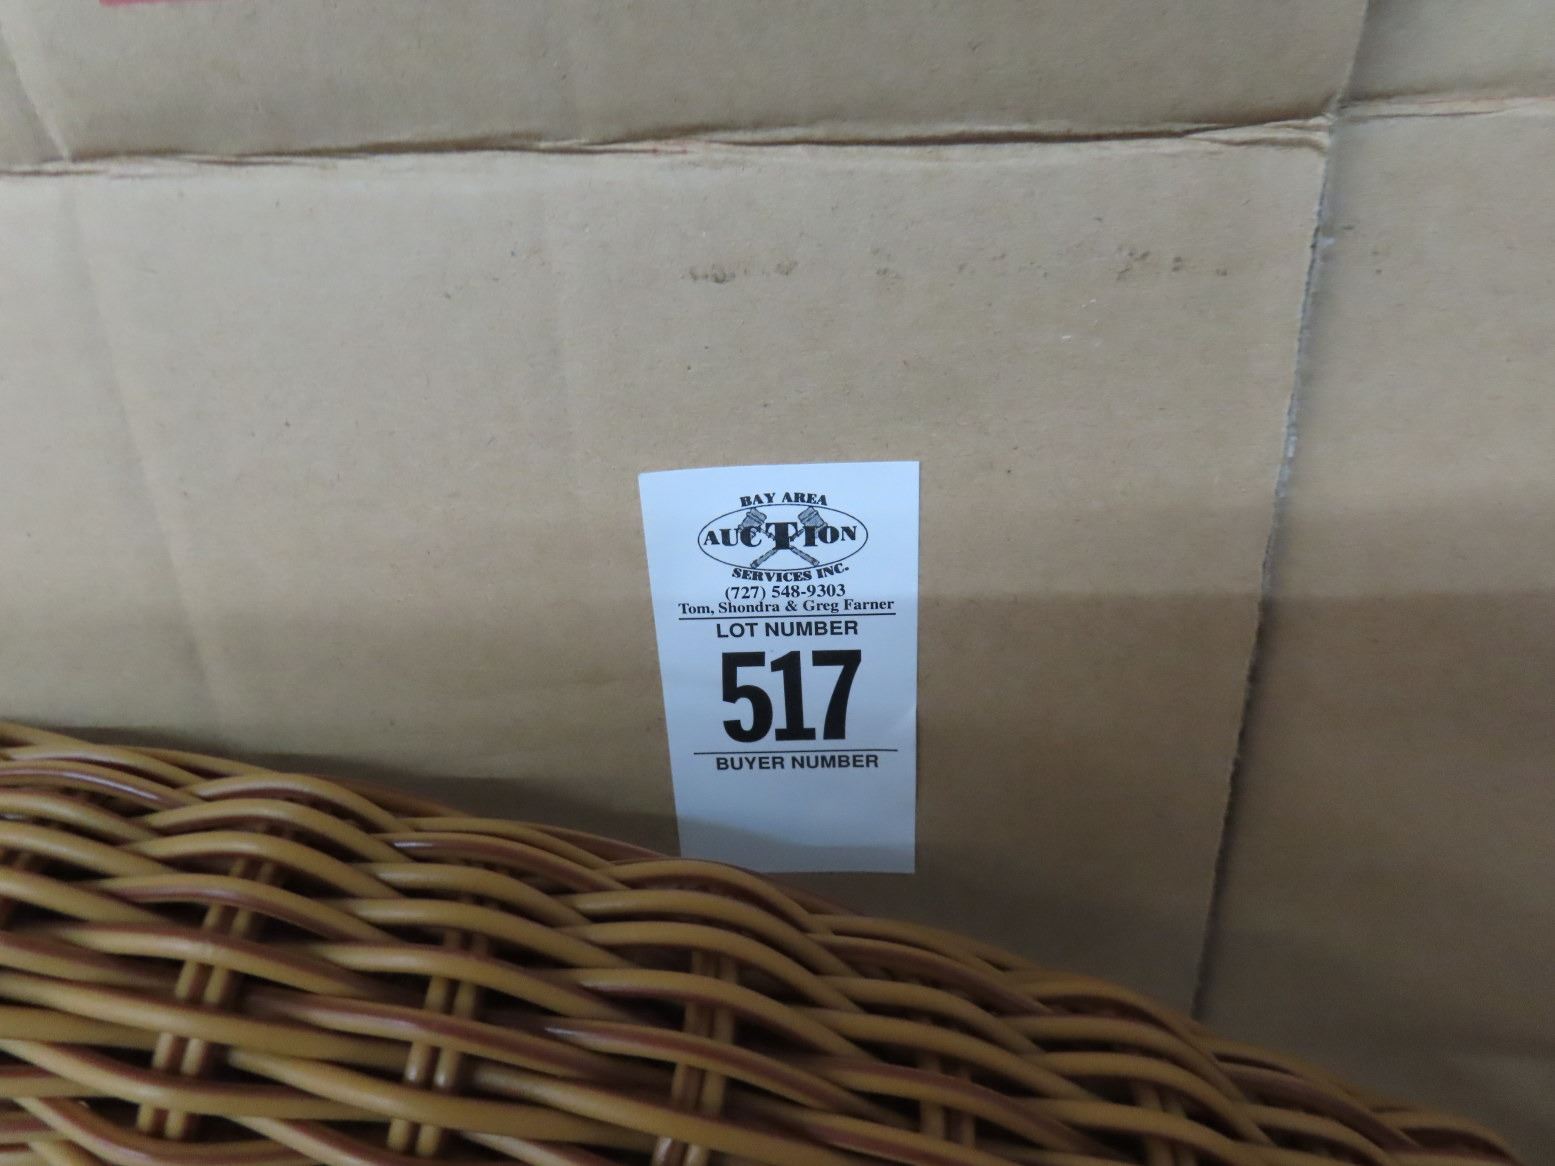 BAY AREA
AUCTION
SERVICES INC.
(727) 548-9303
Tom, Shondra & Greg Farner
LOT NUMBER
517
BUYER NUMBER